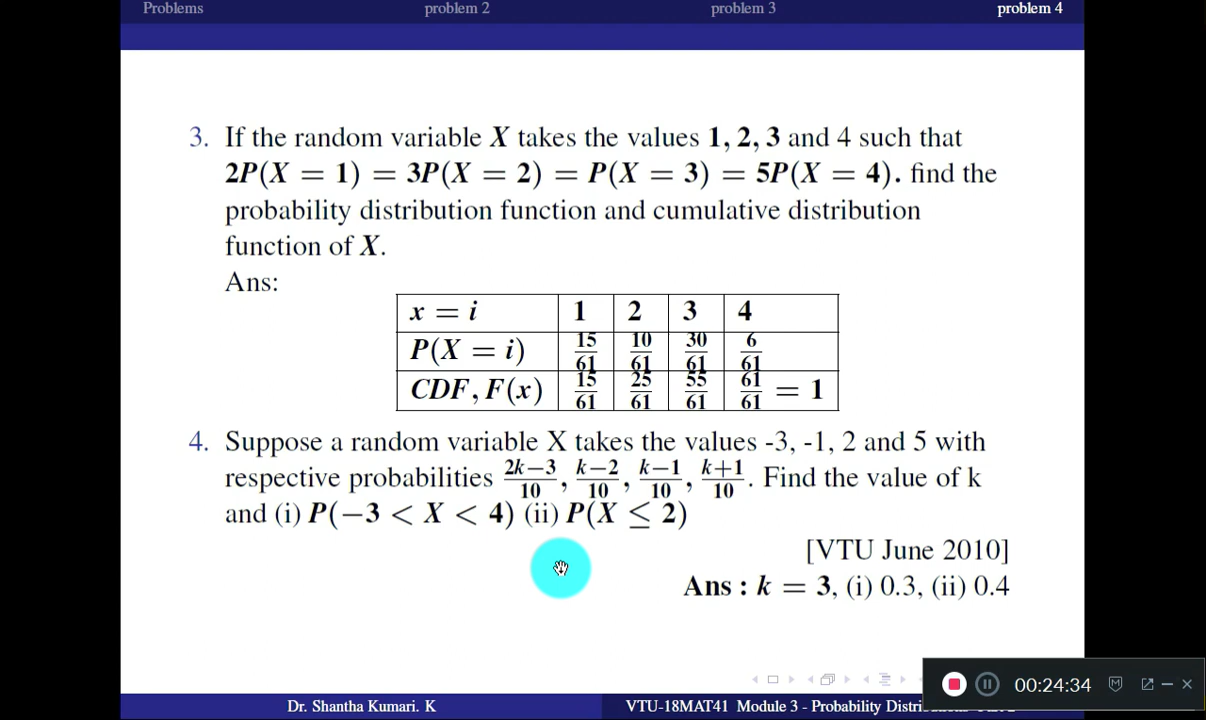 Problems problem 2 problem 3 problem 4
3. If the random variable X takes the values 1, 2, 3 and 4 such that
2P(X = 1) = 3P(X = 2) = P(X = 3) = 5P(X = 4). find the
probability distribution function and cumulative distribution
function of X.
Ans:
x = i 1 2 3 4
P(X = i) 15/61 10/61 30/61 6/61
CDF, F(x) 15/61 25/61 55/61 61/61 = 1
4. Suppose a random variable X takes the values -3, -1, 2 and 5 with
respective probabilities 2k−3/10, k−2/10, k−1/10, k+1/10. Find the value of k
and (i) P(−3 < X < 4) (ii) P(X ≤ 2)
[VTU June 2010]
Ans : k = 3, (i) 0.3, (ii) 0.4
00:24:34
Dr. Shantha Kumari. K VTU-18MAT41 Module 3 - Probability Distri